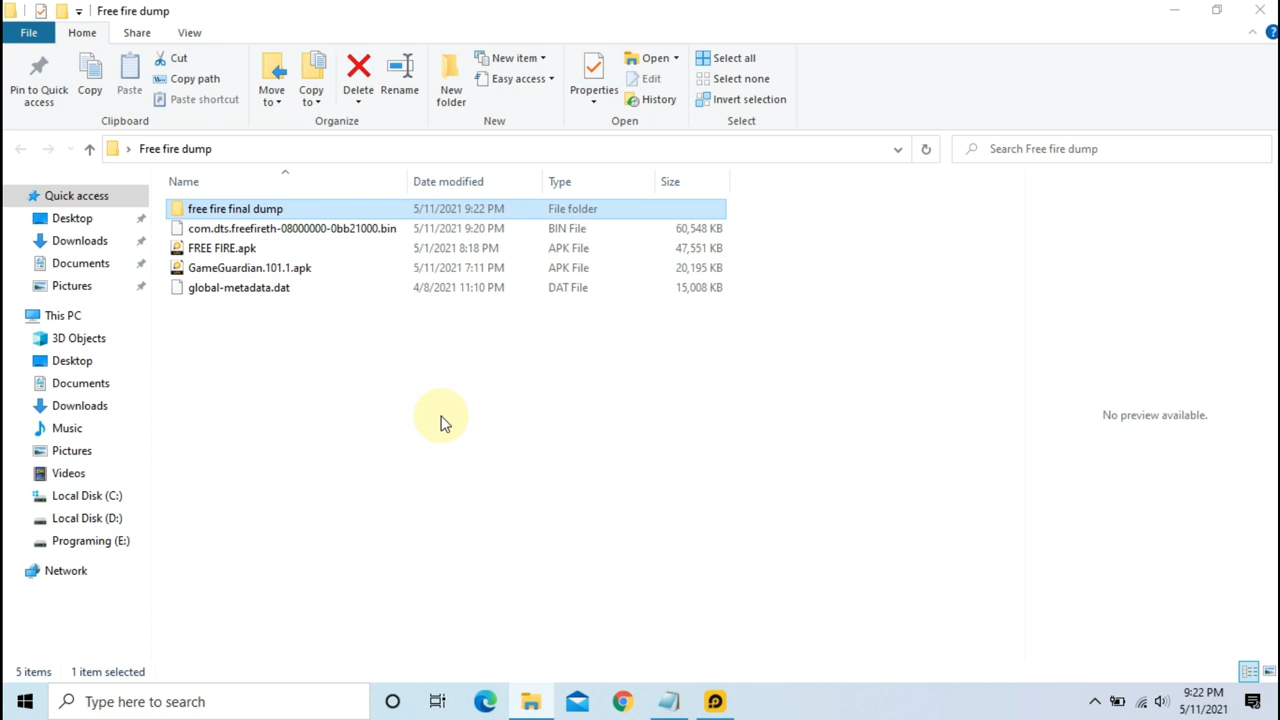 Free fire dump
File
Home
Share
View
Pin to Quick access
Copy
Paste
Cut
Copy path
Paste shortcut
Clipboard
Move to
Copy to
Delete
Rename
Organize
New folder
New item
Easy access
New
Properties
Open
Edit
History
Open
Select all
Select none
Invert selection
Select
Free fire dump
Search Free fire dump
Name
Date modified
Type
Size
free fire final dump 5/11/2021 9:22 PM File folder
com.dts.freefireth-08000000-0bb21000.bin 5/11/2021 9:20 PM BIN File 60,548 KB
FREE FIRE.apk 5/1/2021 8:18 PM APK File 47,551 KB
GameGuardian.101.1.apk 5/11/2021 7:11 PM APK File 20,195 KB
global-metadata.dat 4/8/2021 11:10 PM DAT File 15,008 KB
Quick access
Desktop
Downloads
Documents
Pictures
This PC
3D Objects
Desktop
Documents
Downloads
Music
Pictures
Videos
Local Disk (C:)
Local Disk (D:)
Programing (E:)
Network
No preview available.
5 items 1 item selected
Type here to search
9:22 PM
5/11/2021